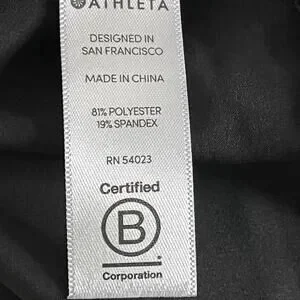 ATHLETA
DESIGNED IN
SAN FRANCISCO
MADE IN CHINA
81% POLYESTER
19% SPANDEX
RN 54023
Certified
B
Corporation